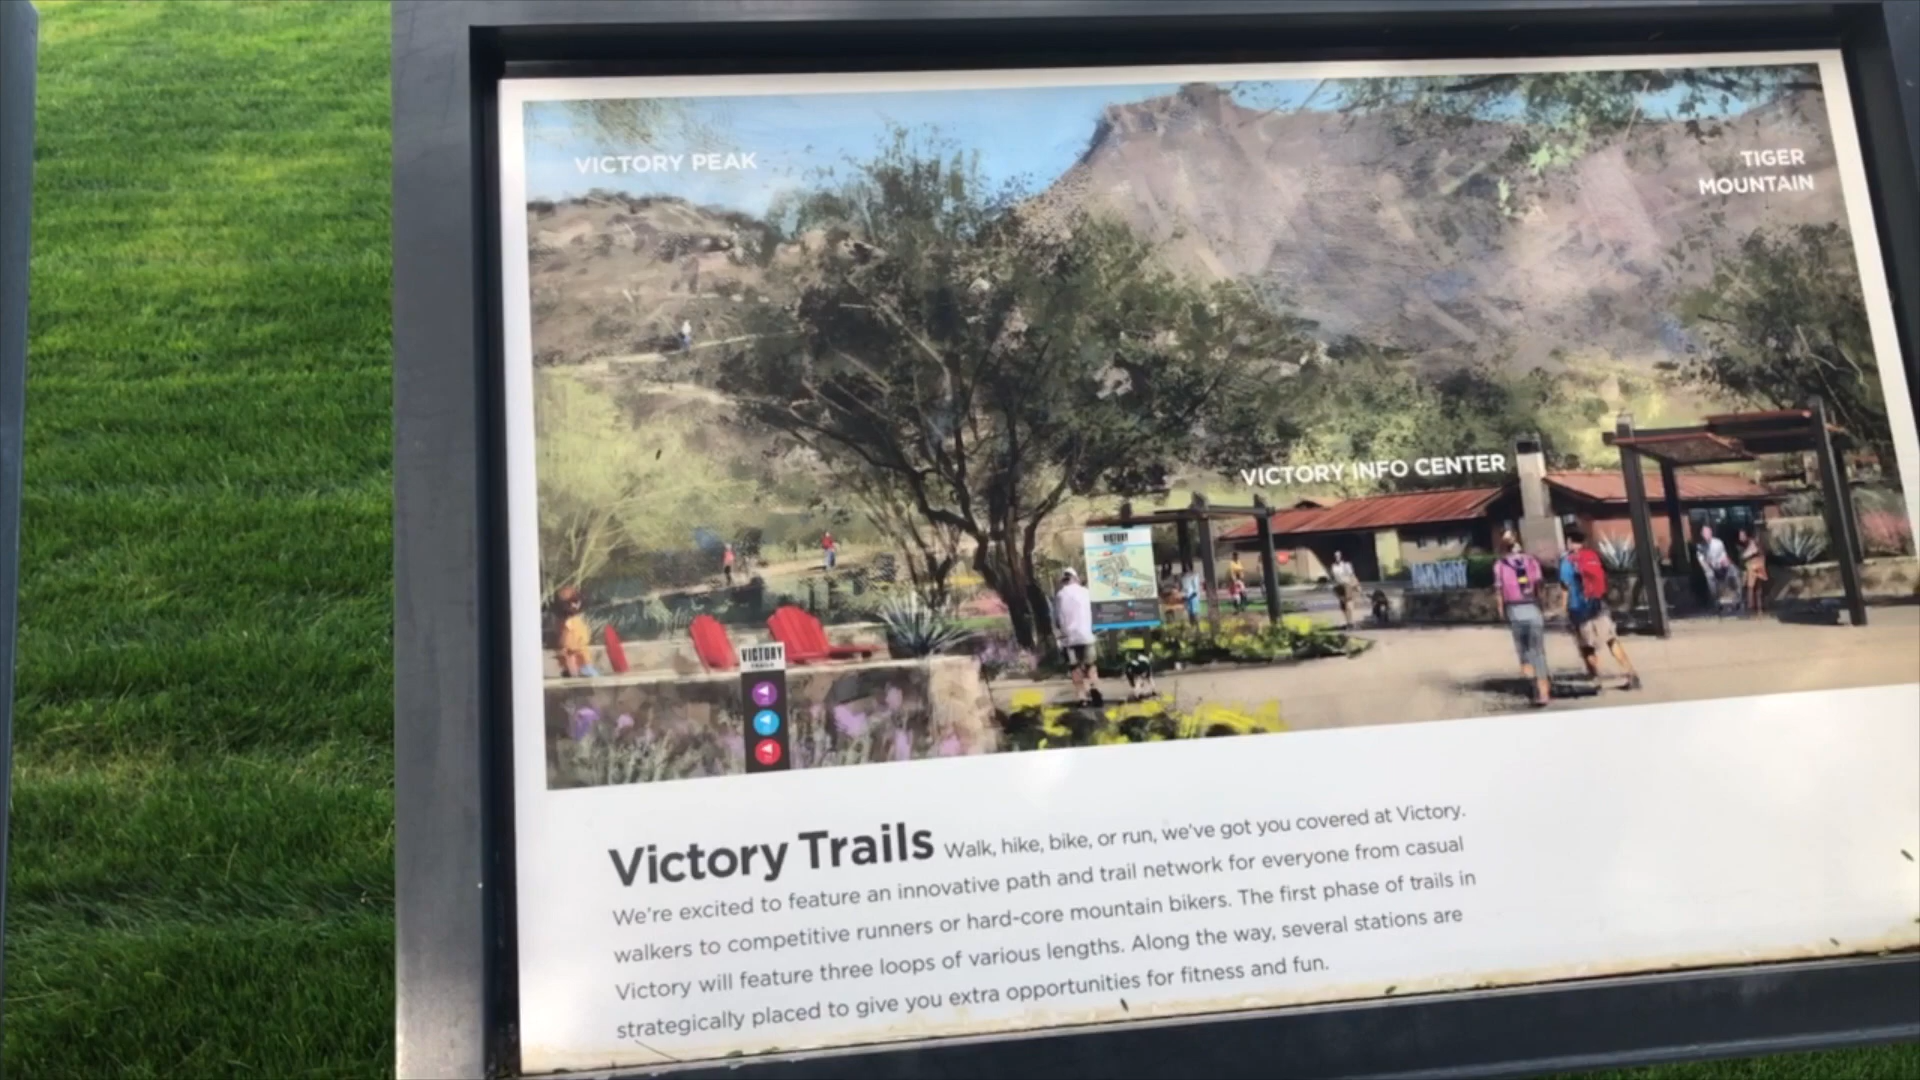 VICTORY PEAK
TIGER
MOUNTAIN
VICTORY INFO CENTER
VICTORY
VICTORY
TRAILS
Victory Trails Walk, hike, bike, or run, we've got you covered at Victory.
We're excited to feature an innovative path and trail network for everyone from casual
walkers to competitive runners or hard-core mountain bikers. The first phase of trails in
Victory will feature three loops of various lengths. Along the way, several stations are
strategically placed to give you extra opportunities for fitness and fun.